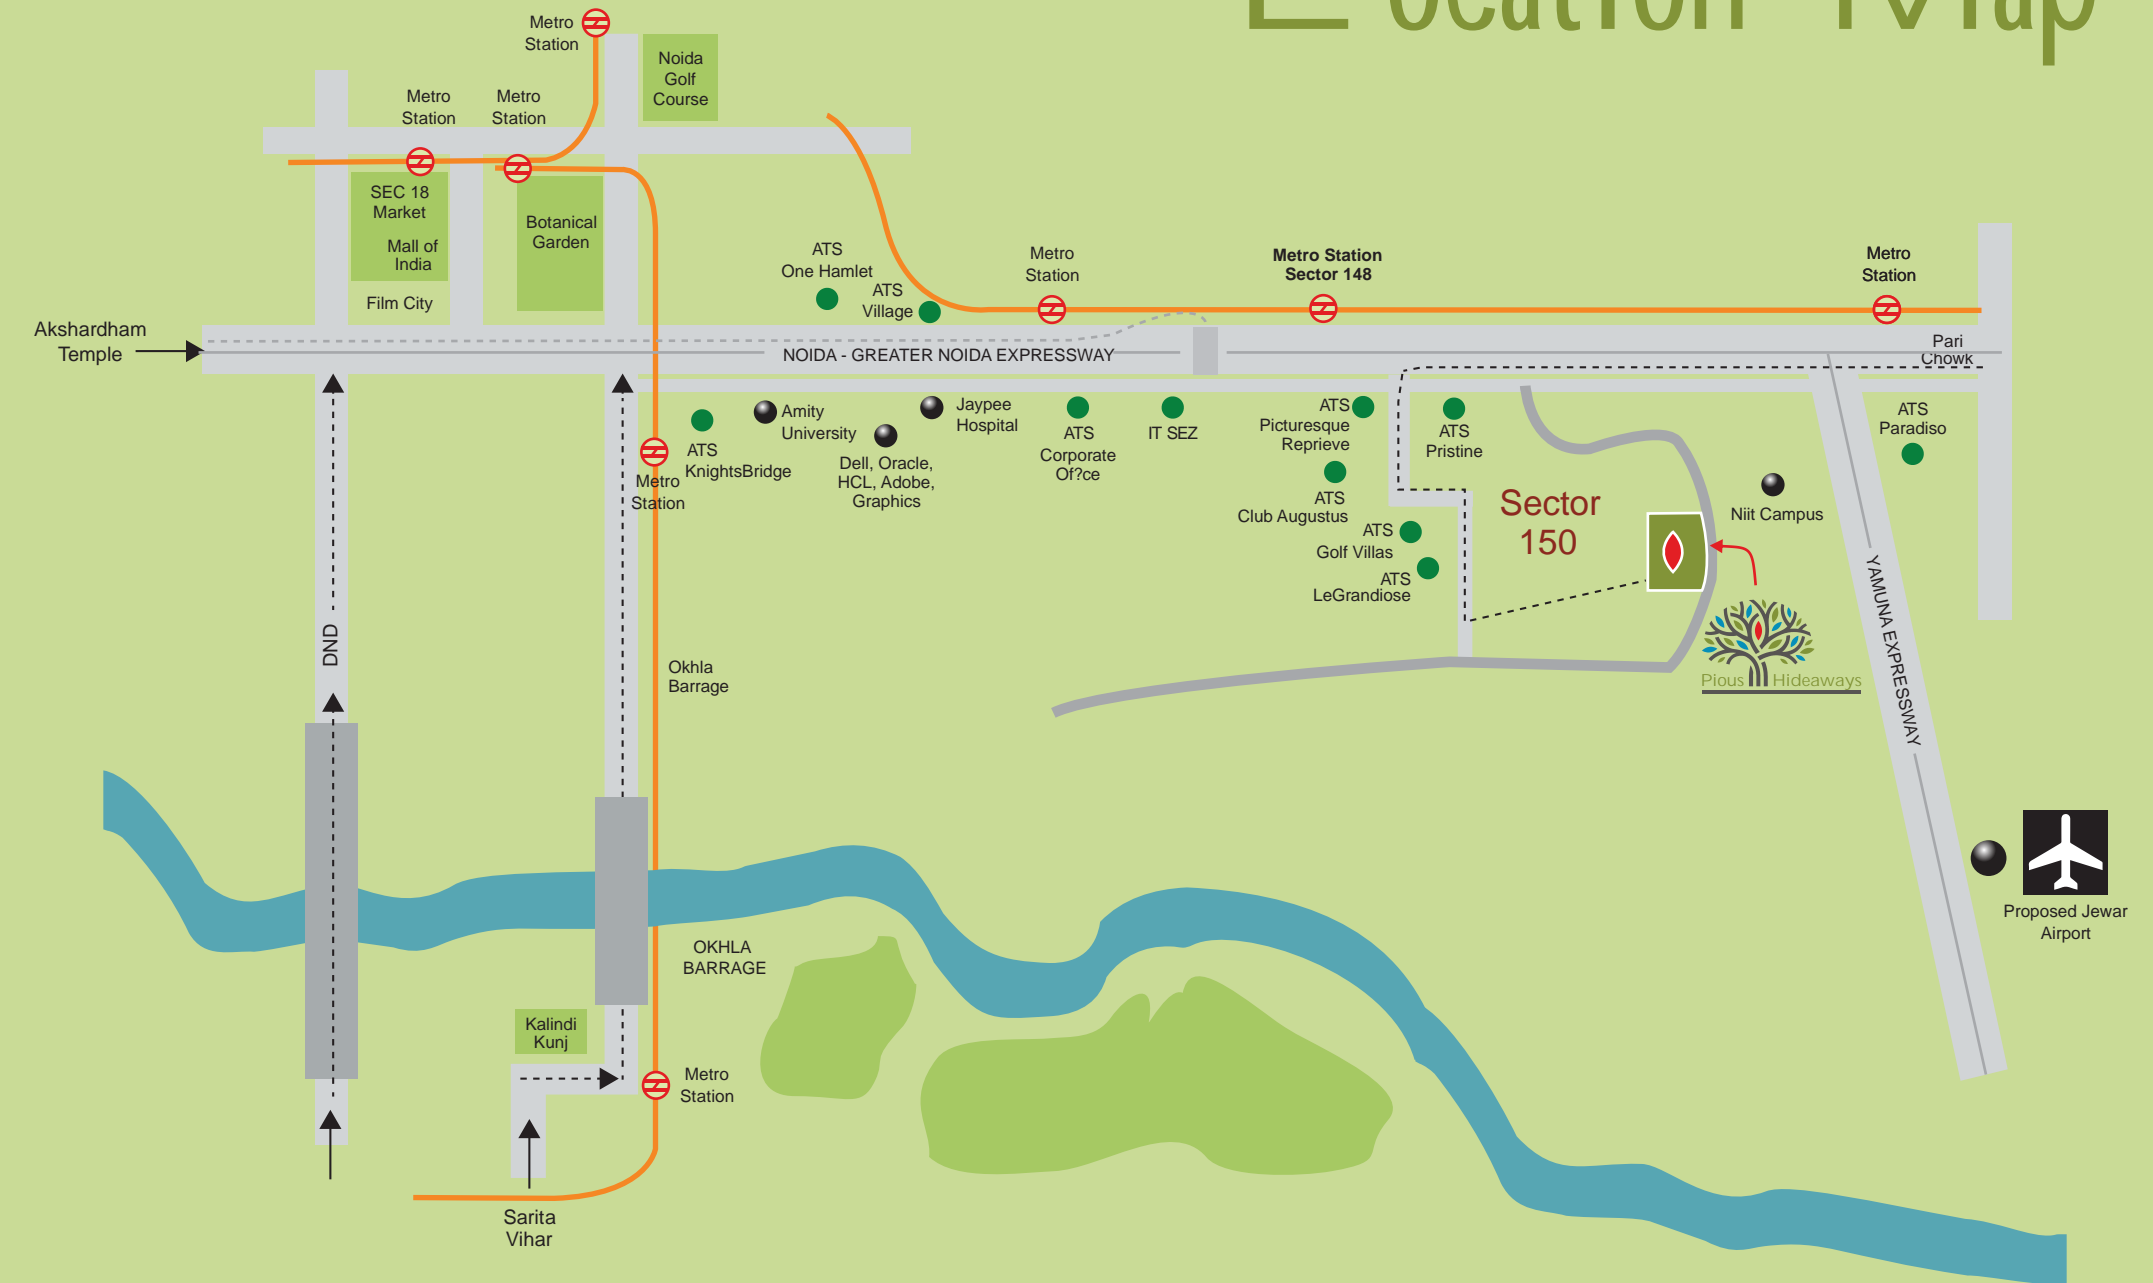 Location Map
Metro
Station
Noida
Golf
Course
Metro
Station
Metro
Station
SEC 18
Market
Mall of
India
Film City
Botanical
Garden
ATS
One Hamlet
ATS
Village
Metro
Station
Metro Station
Sector 148
Metro
Station
Akshardham
Temple
NOIDA - GREATER NOIDA EXPRESSWAY
Pari
Chowk
ATS
KnightsBridge
Amity
University
Dell, Oracle,
HCL, Adobe,
Graphics
Jaypee
Hospital
ATS
Corporate
Of?ce
IT SEZ
ATS
Picturesque
Reprieve
ATS
Pristine
ATS
Paradiso
Metro
Station
ATS
Club Augustus
ATS
Golf Villas
ATS
LeGrandiose
Sector
150
Niit Campus
Pious Hideaways
YAMUNA EXPRESSWAY
DND
Okhla
Barrage
Proposed Jewar
Airport
OKHLA
BARRAGE
Kalindi
Kunj
Metro
Station
Sarita
Vihar